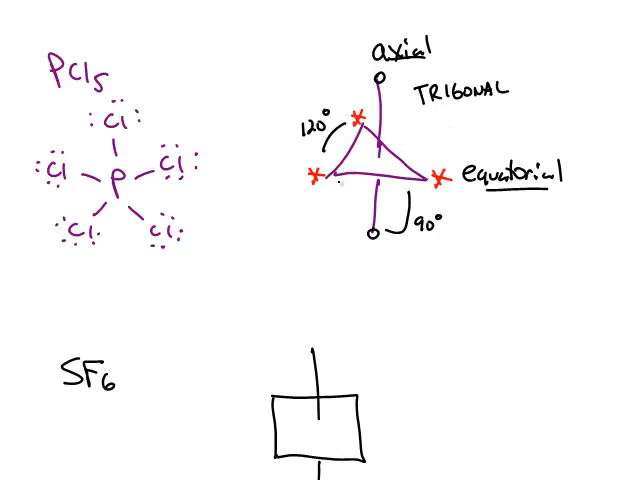 axial
PCl5
TRIGONAL
120°
Cl
Cl
Cl
P
equatorial
Cl
Cl
90°
SF6